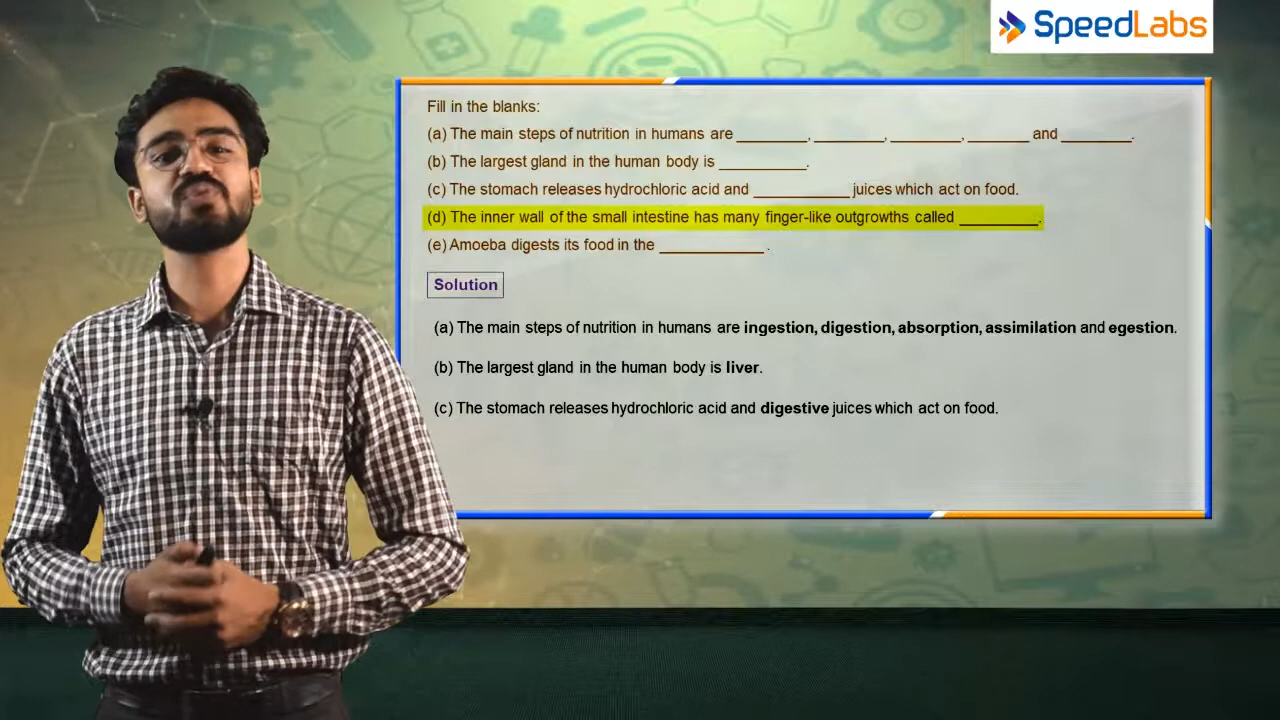 SpeedLabs
Fill in the blanks:
(a) The main steps of nutrition in humans are ________, ________, ________, _______ and ________.
(b) The largest gland in the human body is __________.
(c) The stomach releases hydrochloric acid and ___________ juices which act on food.
(d) The inner wall of the small intestine has many finger-like outgrowths called _________.
(e) Amoeba digests its food in the ____________ .
Solution
(a) The main steps of nutrition in humans are ingestion, digestion, absorption, assimilation and egestion.
(b) The largest gland in the human body is liver.
(c) The stomach releases hydrochloric acid and digestive juices which act on food.